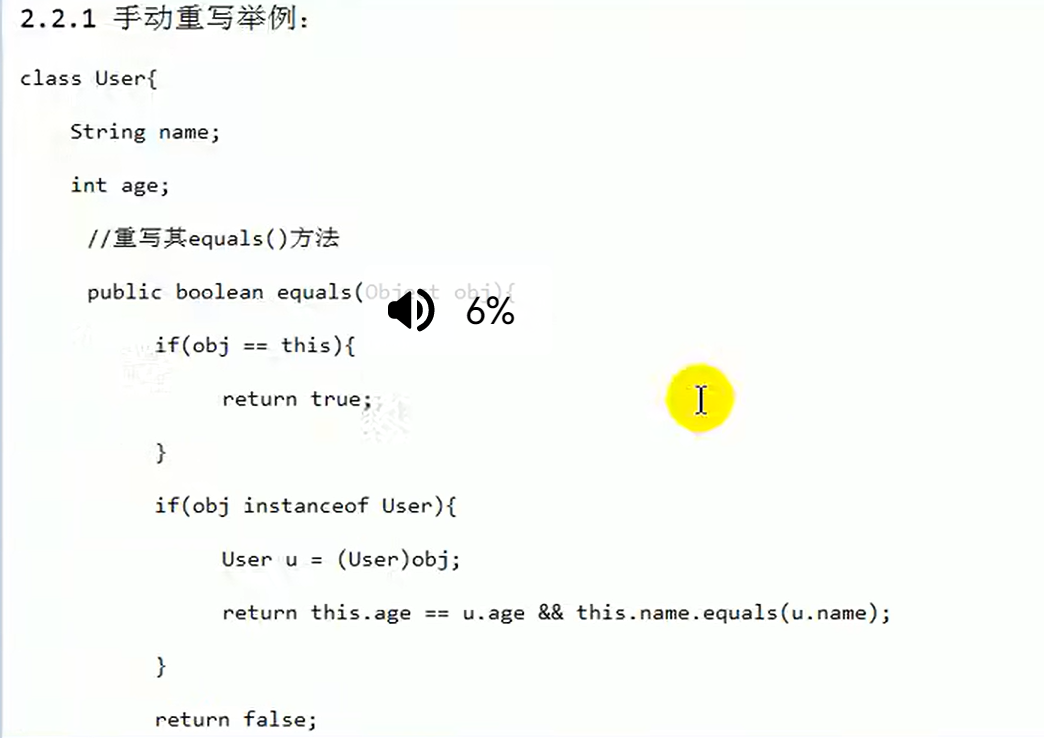 2.2.1 手动重写举例：
class User{
String name;
int age;
//重写其equals()方法
public boolean equals(Object obj){
6%
if(obj == this){
return true;
}
if(obj instanceof User){
User u = (User)obj;
return this.age == u.age && this.name.equals(u.name);
}
return false;